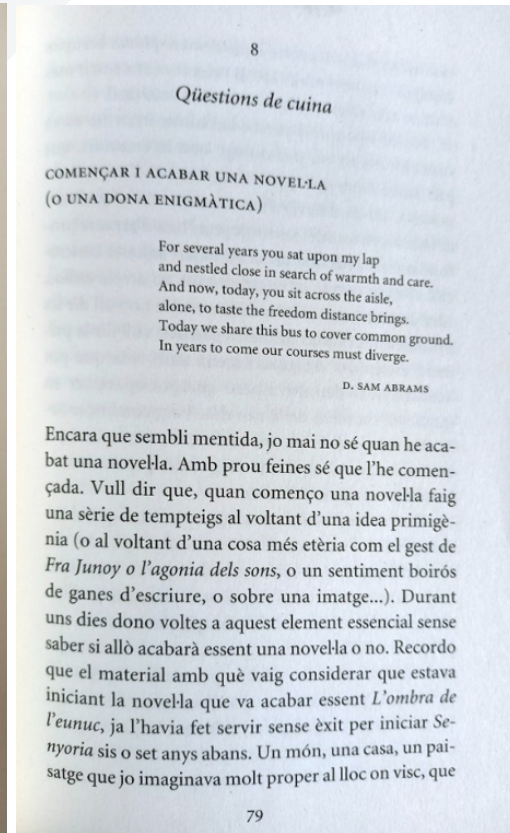 8
Qüestions de cuina
COMENÇAR I ACABAR UNA NOVEL·LA
(O UNA DONA ENIGMÀTICA)
For several years you sat upon my lap
and nestled close in search of warmth and care.
And now, today, you sit across the aisle,
alone, to taste the freedom distance brings.
Today we share this bus to cover common ground.
In years to come our courses must diverge.
D. SAM ABRAMS
Encara que sembli mentida, jo mai no sé quan he aca-
bat una novel·la. Amb prou feines sé que l'he comen-
çada. Vull dir que, quan começo una novel·la faig
una sèrie de tempteigs al voltant d'una idea primigè-
nia (o al voltant d'una cosa més etèria com el gest de
Fra Junoy o l'agonia dels sons, o un sentiment boirós
de ganes d'escriure, o sobre una imatge...). Durant
uns dies dono voltes a aquest element essencial sense
saber si allò acabarà essent una novel·la o no. Recordo
que el material amb què vaig considerar que estava
iniciant la novel·la que va acabar essent L'ombra de
l'eunuc, ja l'havia fet servir sense èxit per iniciar Se-
nyoria sis o set anys abans. Un món, una casa, un pai-
satge que jo imaginava molt proper al lloc on visc, que
79